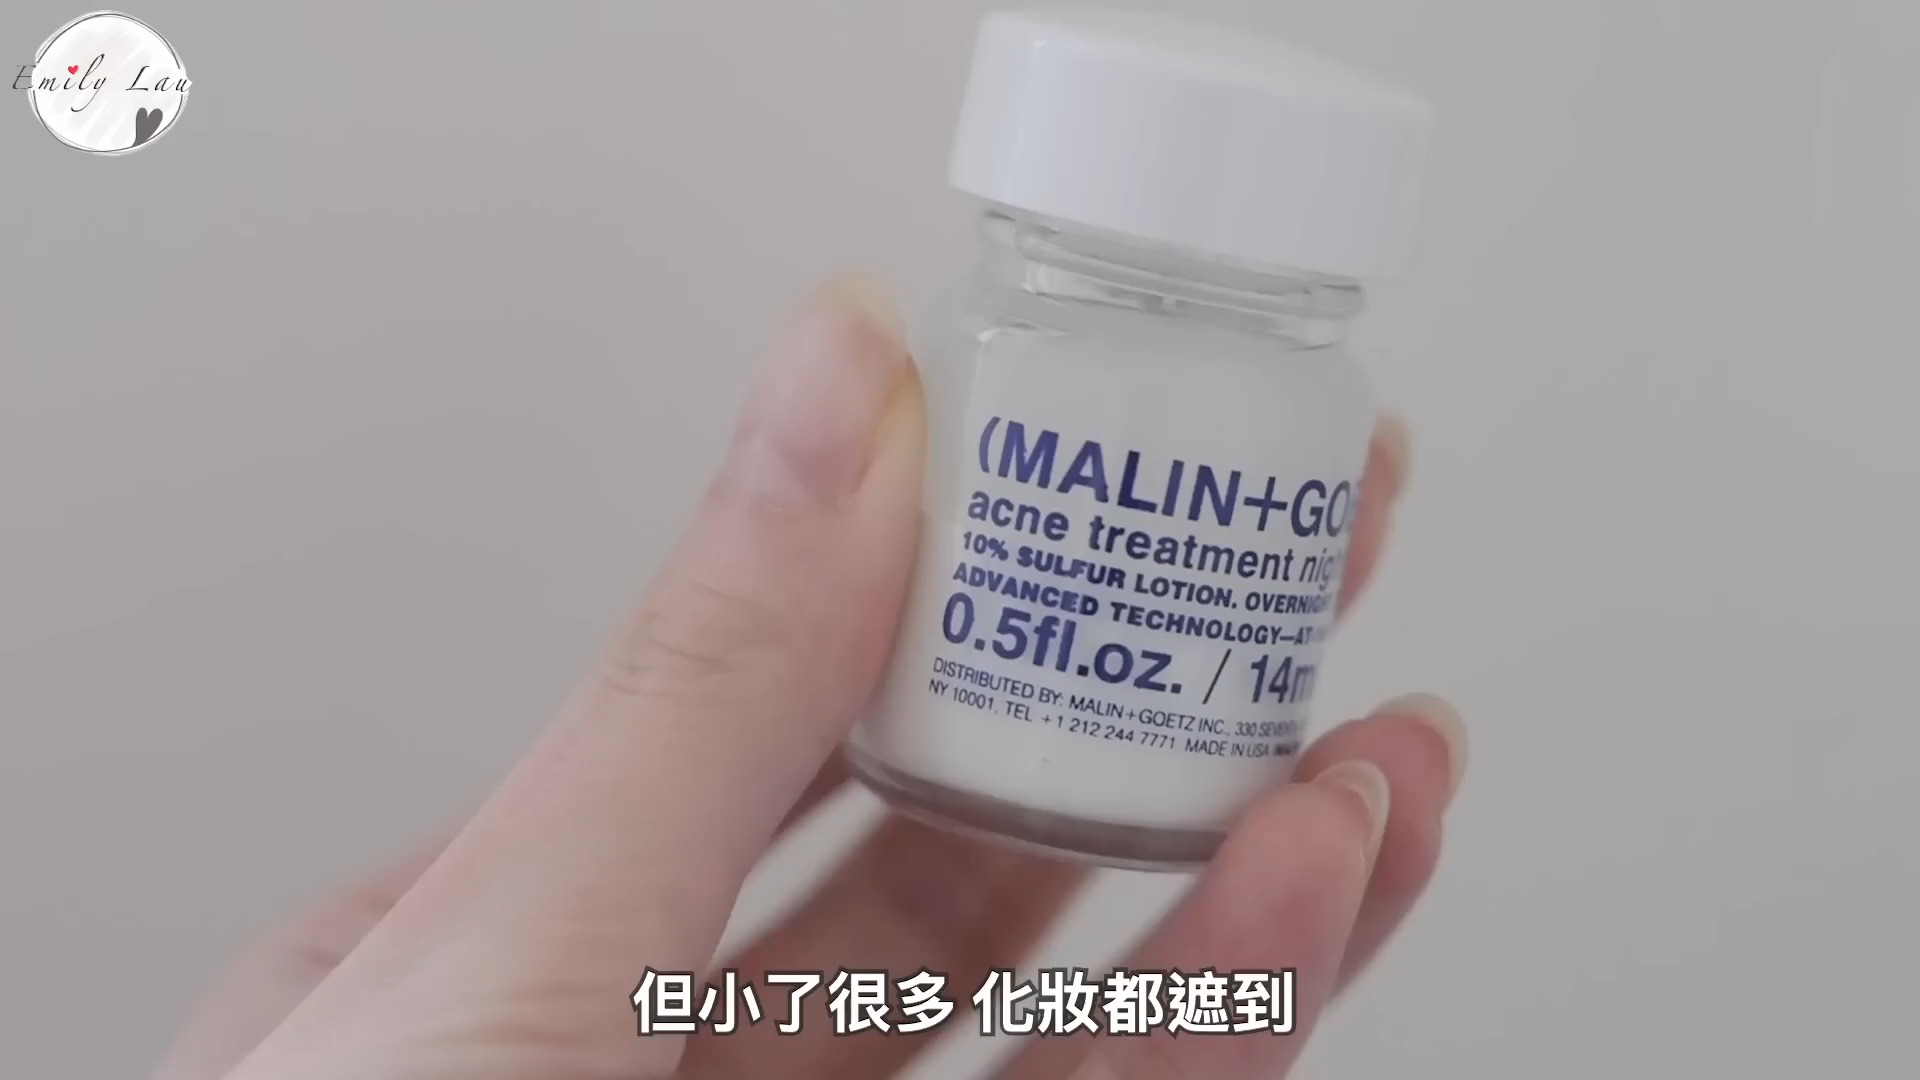 Emily Lau
(MALIN+GO
acne treatment nig
10% SULFUR LOTION. OVERNIGH
ADVANCED TECHNOLOGY—AT
0.5fl.oz. / 14m
DISTRIBUTED BY: MALIN+GOETZ INC., 330 SEVEN
NY 10001. TEL +1 212 244 7771 MADE IN USA
但小了很多 化妝都遮到